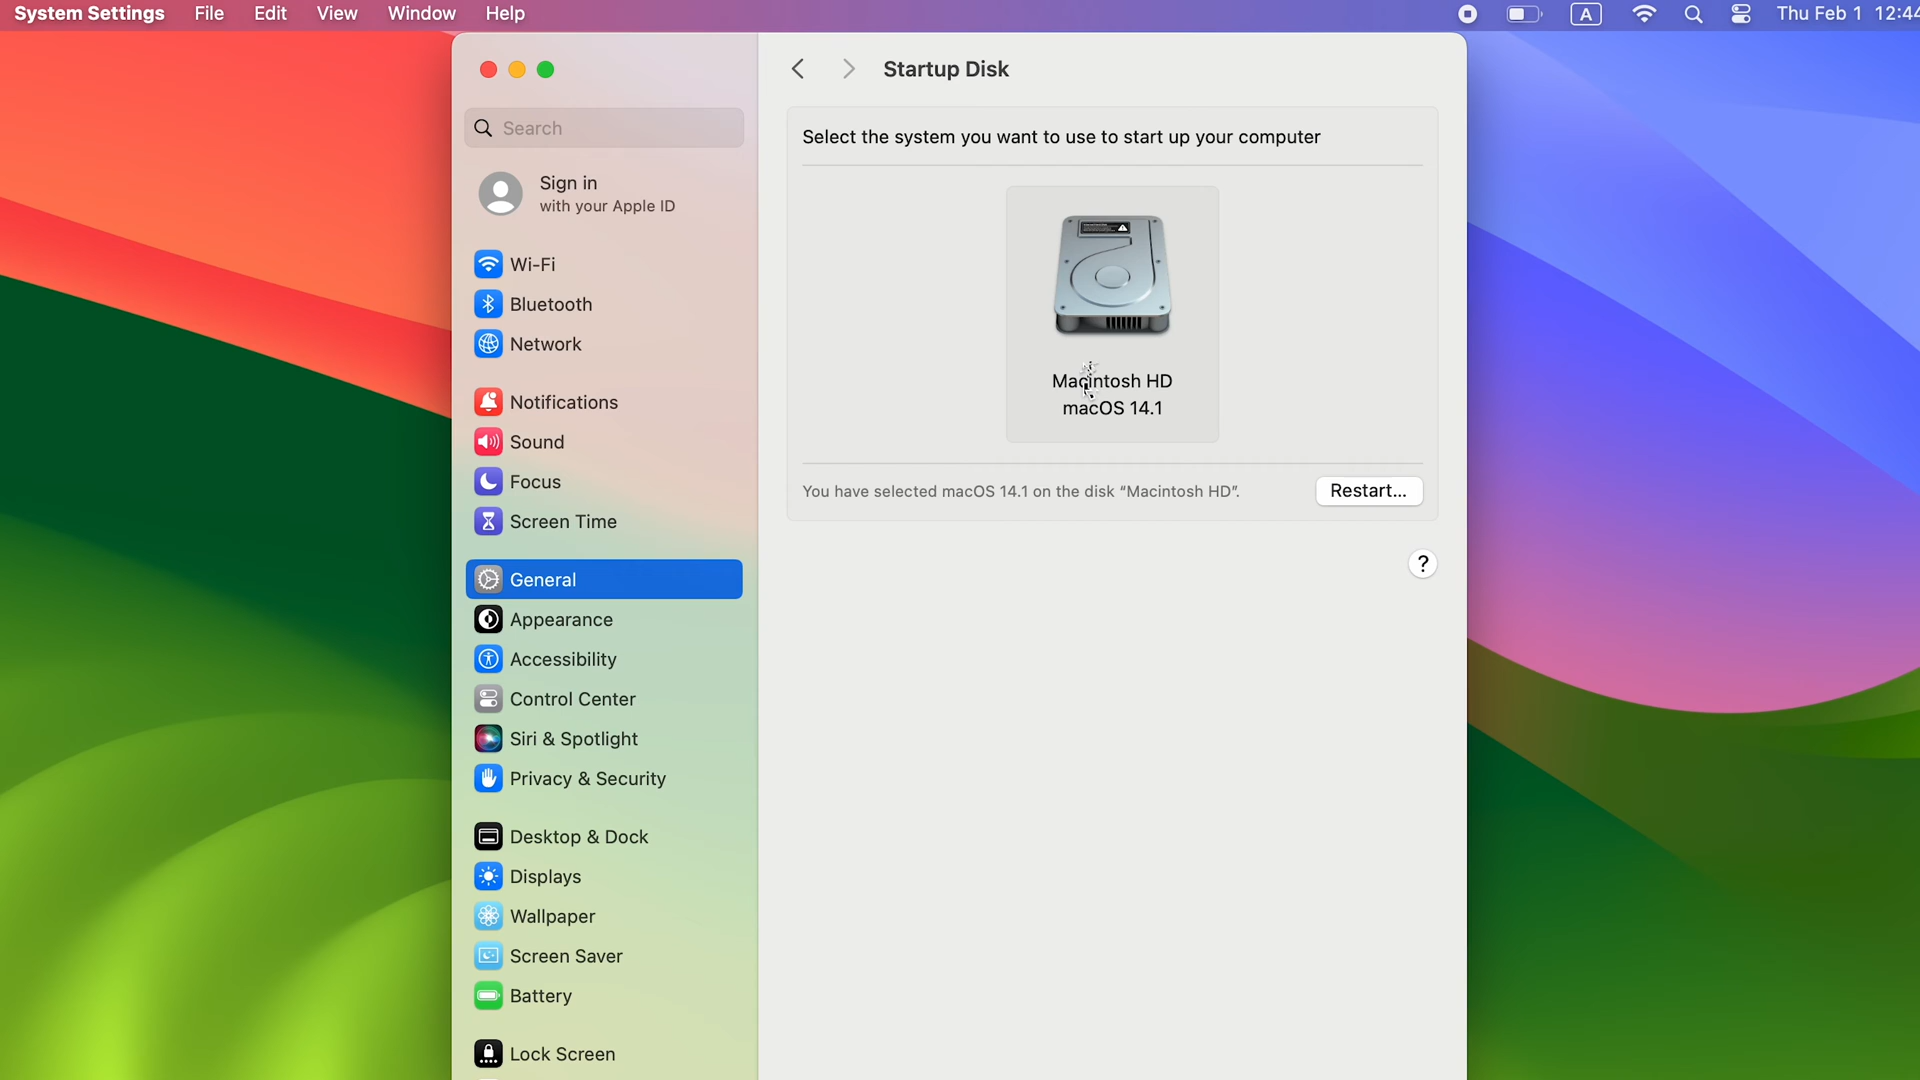 System Settings File Edit View Window Help A Thu Feb 1 12:44
Startup Disk
Search
Select the system you want to use to start up your computer
Sign in
with your Apple ID
Wi-Fi
Bluetooth
Network
Macintosh HD
macOS 14.1
Notifications
Sound
Focus
Screen Time
You have selected macOS 14.1 on the disk “Macintosh HD”.
Restart...
?
General
Appearance
Accessibility
Control Center
Siri & Spotlight
Privacy & Security
Desktop & Dock
Displays
Wallpaper
Screen Saver
Battery
Lock Screen